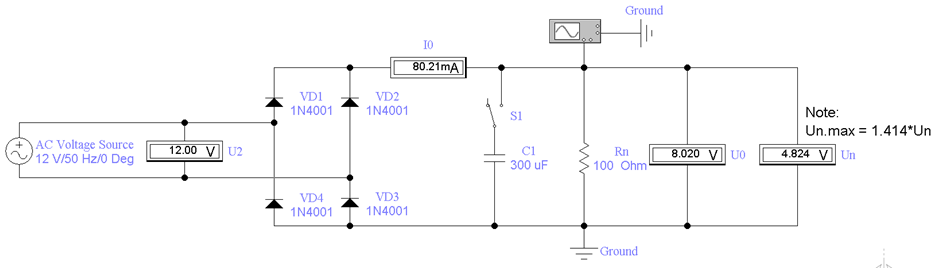 Ground
I0
80.21mA
VD1
1N4001
VD2
1N4001
S1
Note:
Un.max = 1.414*Un
AC Voltage Source
12 V/50 Hz/0 Deg
12.00 V
U2
C1
300 uF
Rn
100 Ohm
8.020 V
U0
4.824 V
Un
VD4
1N4001
VD3
1N4001
Ground